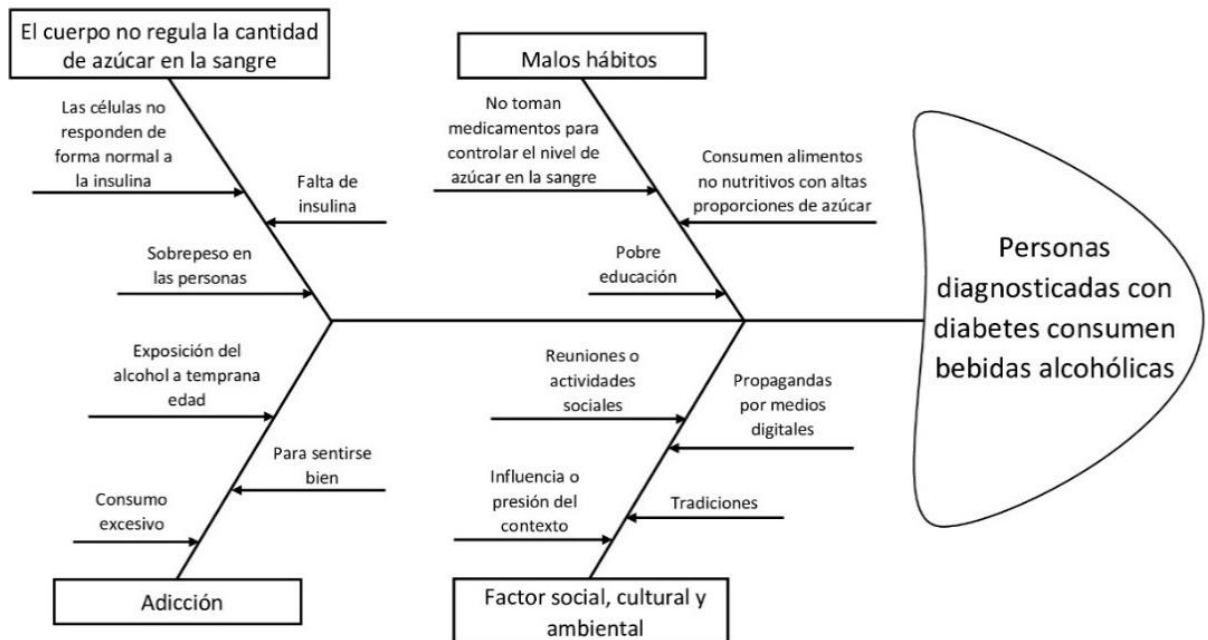 El cuerpo no regula la cantidad
de azúcar en la sangre
Malos hábitos
Las células no
responden de
forma normal a
la insulina
Falta de
insulina
Sobrepeso en
las personas
No toman
medicamentos para
controlar el nivel de
azúcar en la sangre
Consumen alimentos
no nutritivos con altas
proporciones de azúcar
Pobre
educación
Personas
diagnosticadas con
diabetes consumen
bebidas alcohólicas
Exposición del
alcohol a temprana
edad
Para sentirse
bien
Consumo
excesivo
Reuniones o
actividades
sociales
Propagandas
por medios
digitales
Influencia o
presión del
contexto
Tradiciones
Adicción
Factor social, cultural y
ambiental